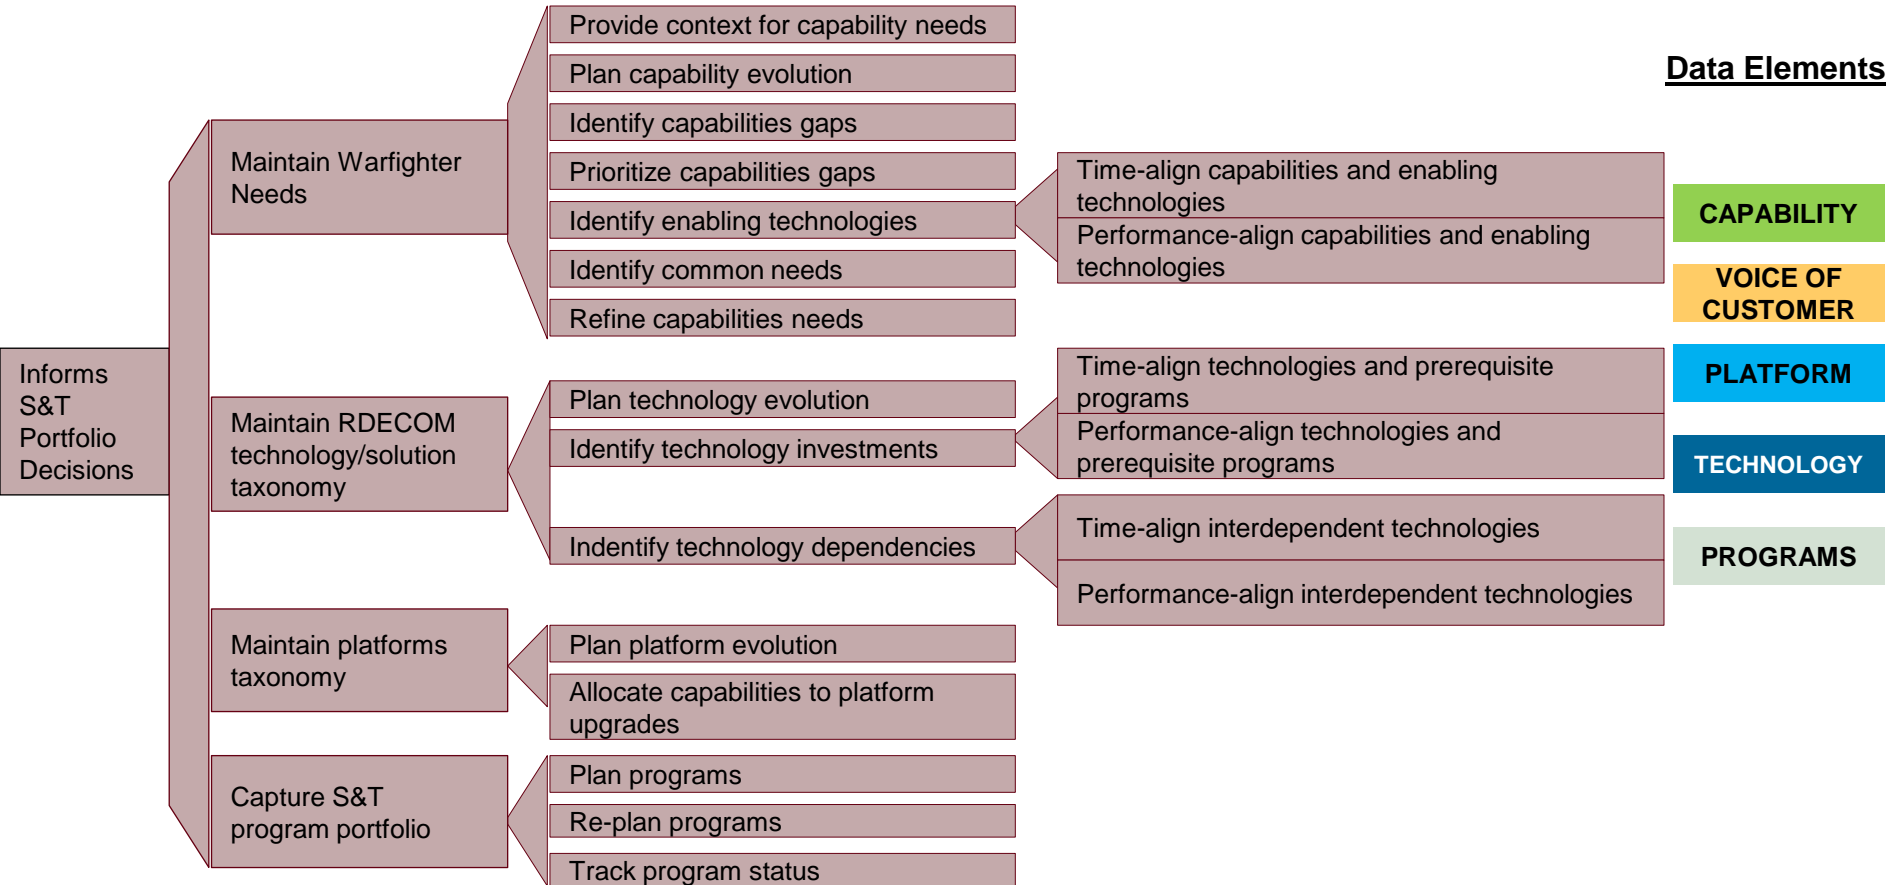 Informs
S&T
Portfolio
Decisions
Maintain Warfighter
Needs
Provide context for capability needs
Plan capability evolution
Identify capabilities gaps
Prioritize capabilities gaps
Identify enabling technologies
Time-align capabilities and enabling
technologies
Performance-align capabilities and enabling
technologies
Identify common needs
Refine capabilities needs
Maintain RDECOM
technology/solution
taxonomy
Plan technology evolution
Identify technology investments
Time-align technologies and prerequisite
programs
Performance-align technologies and
prerequisite programs
Indentify technology dependencies
Time-align interdependent technologies
Performance-align interdependent technologies
Maintain platforms
taxonomy
Plan platform evolution
Allocate capabilities to platform
upgrades
Capture S&T
program portfolio
Plan programs
Re-plan programs
Track program status
Data Elements
CAPABILITY
VOICE OF
CUSTOMER
PLATFORM
TECHNOLOGY
PROGRAMS